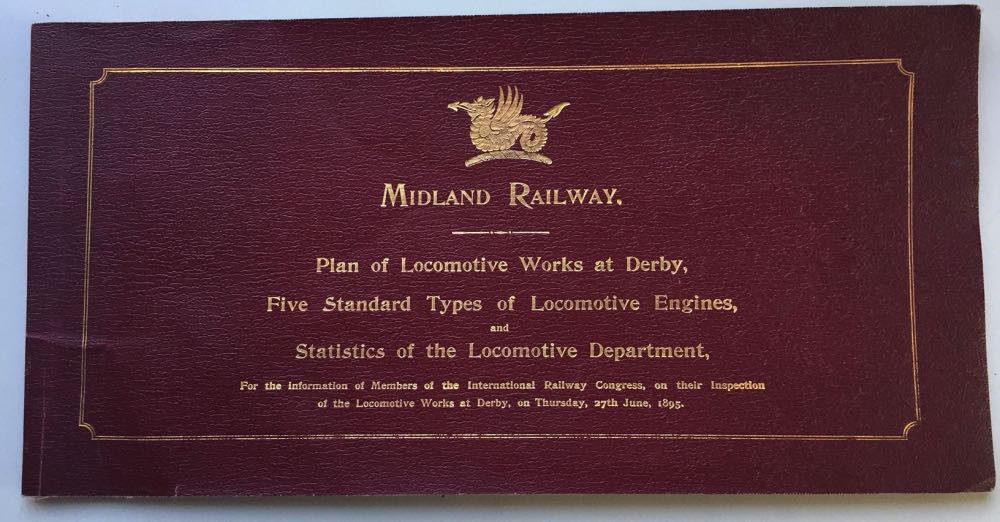 Midland Railway.
Plan of Locomotive Works at Derby,
Five Standard Types of Locomotive Engines,
and
Statistics of the Locomotive Department,
For the information of Members of the International Railway Congress, on their Inspection
of the Locomotive Works at Derby, on Thursday, 27th June, 1895.